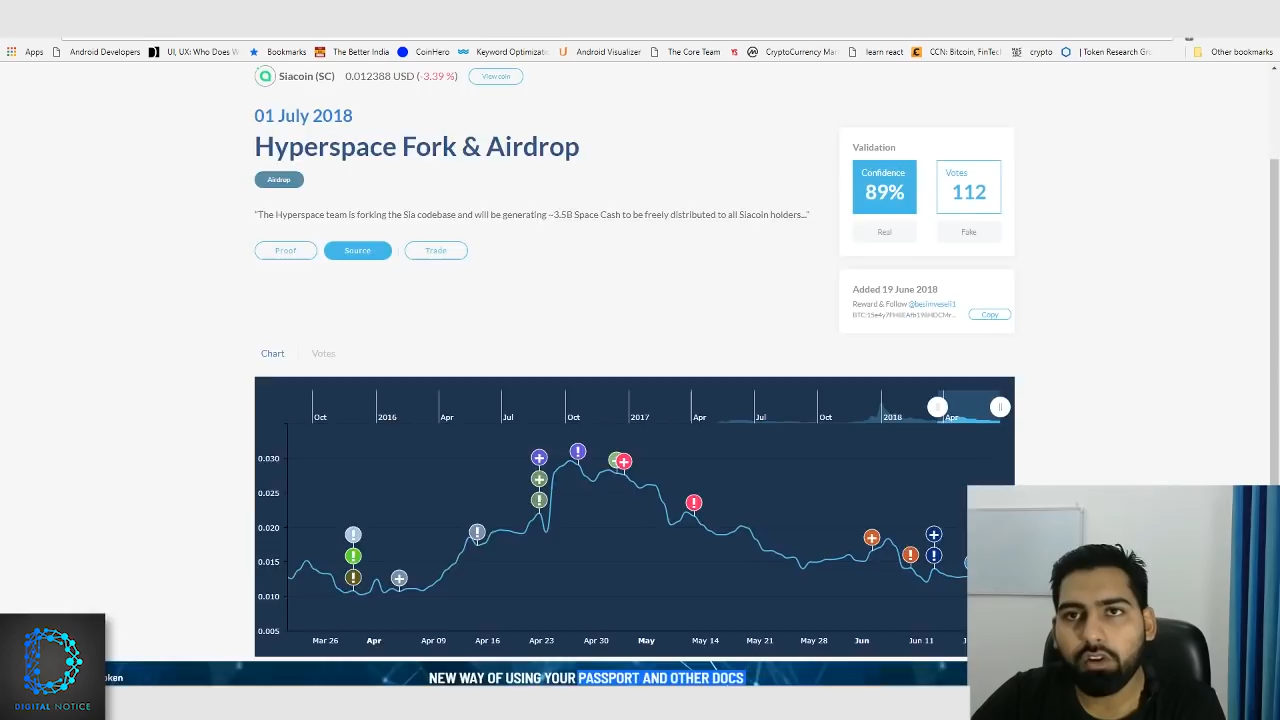 Apps
Android Developers
UI, UX: Who Does W
Bookmarks
The Better India
CoinHero
Keyword Optimizatic
Android Visualizer
The Core Team
CryptoCurrency Ma
learn react
CCN: Bitcoin, FinTec
crypto
| Token Research Gr
Other bookmarks
Siacoin (SC) 0.012388 USD (-3.39 %) View coin
01 July 2018
Hyperspace Fork & Airdrop
Airdrop
"The Hyperspace team is forking the Sia codebase and will be generating ~3.5B Space Cash to be freely distributed to all Siacoin holders..."
Proof Source Trade
Validation
Confidence
89%
Votes
112
Real Fake
Added 19 June 2018
Reward & Follow @besimveseli1
Copy
Chart Votes
Oct 2016 Apr Jul Oct 2017 Apr Jul Oct 2018 Apr
0.030
0.025
0.020
0.015
0.010
0.005
Mar 26 Apr Apr 09 Apr 16 Apr 23 Apr 30 May May 14 May 21 May 28 Jun Jun 11
oken
NEW WAY OF USING YOUR PASSPORT AND OTHER DOCS
DIGITAL NOTICE